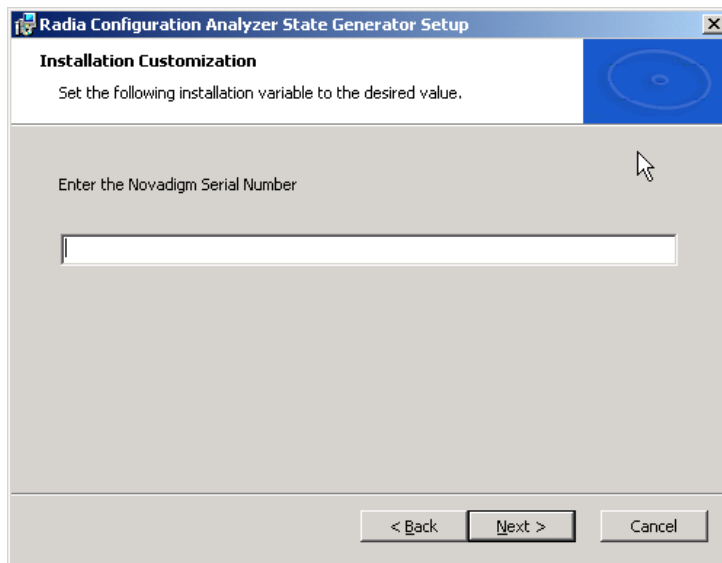 Radia Configuration Analyzer State Generator Setup
Installation Customization
Set the following installation variable to the desired value.
Enter the Novadigm Serial Number
< Back Next > Cancel